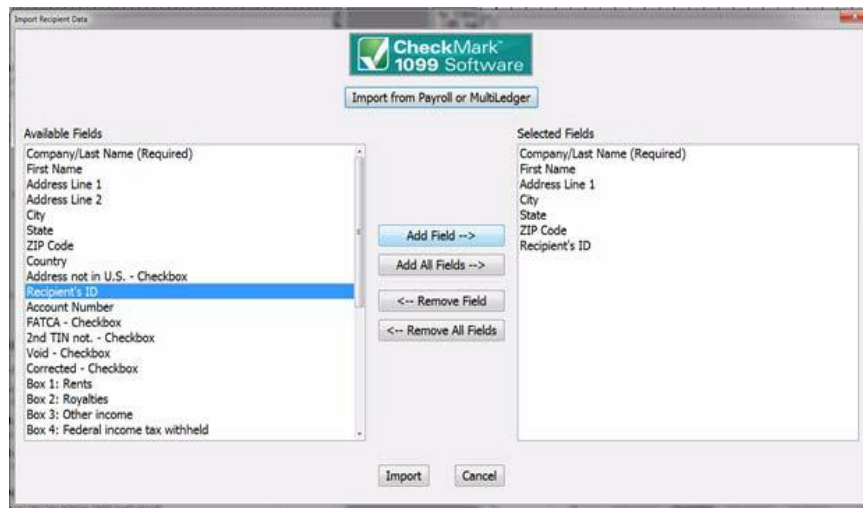 Import Recipient Data
CheckMark™
1099 Software
Import from Payroll or MultiLedger
Available Fields
Company/Last Name (Required)
First Name
Address Line 1
Address Line 2
City
State
ZIP Code
Country
Address not in U.S. - Checkbox
Recipient's ID
Account Number
FATCA - Checkbox
2nd TIN not. - Checkbox
Void - Checkbox
Corrected - Checkbox
Box 1: Rents
Box 2: Royalties
Box 3: Other income
Box 4: Federal income tax withheld
Add Field -->
Add All Fields -->
<-- Remove Field
<-- Remove All Fields
Selected Fields
Company/Last Name (Required)
First Name
Address Line 1
City
State
ZIP Code
Recipient's ID
Import
Cancel